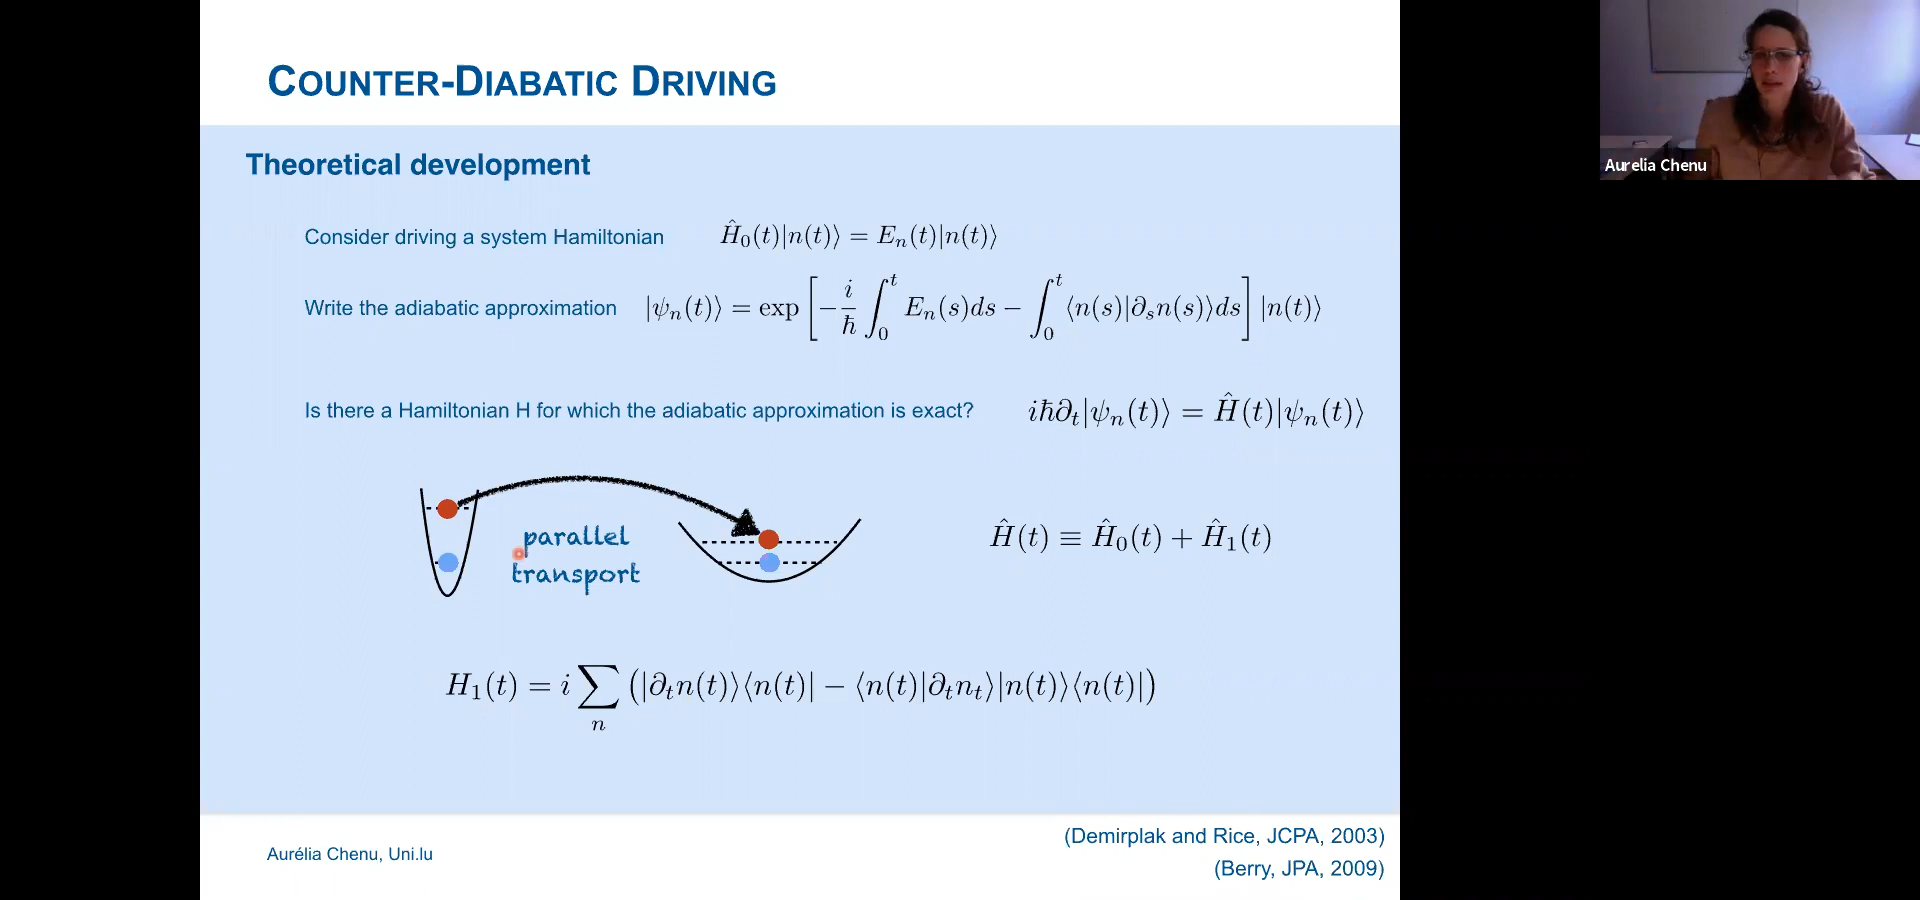 COUNTER-DIABATIC DRIVING
Theoretical development
Consider driving a system Hamiltonian Ĥ₀(t)|n(t)⟩ = Eₙ(t)|n(t)⟩
Write the adiabatic approximation |ψₙ(t)⟩ = exp[−i/ħ ∫₀ᵗ Eₙ(s)ds − ∫₀ᵗ ⟨n(s)|∂ₛn(s)⟩ds] |n(t)⟩
Is there a Hamiltonian H for which the adiabatic approximation is exact? iħ∂ₜ|ψₙ(t)⟩ = Ĥ(t)|ψₙ(t)⟩
parallel
transport
Ĥ(t) ≡ Ĥ₀(t) + Ĥ₁(t)
H₁(t) = i ∑ₙ (|∂ₜn(t)⟩⟨n(t)| − ⟨n(t)|∂ₜnₜ⟩|n(t)⟩⟨n(t)|)
(Demirplak and Rice, JCPA, 2003)
Aurélia Chenu, Uni.lu
(Berry, JPA, 2009)
Aurelia Chenu